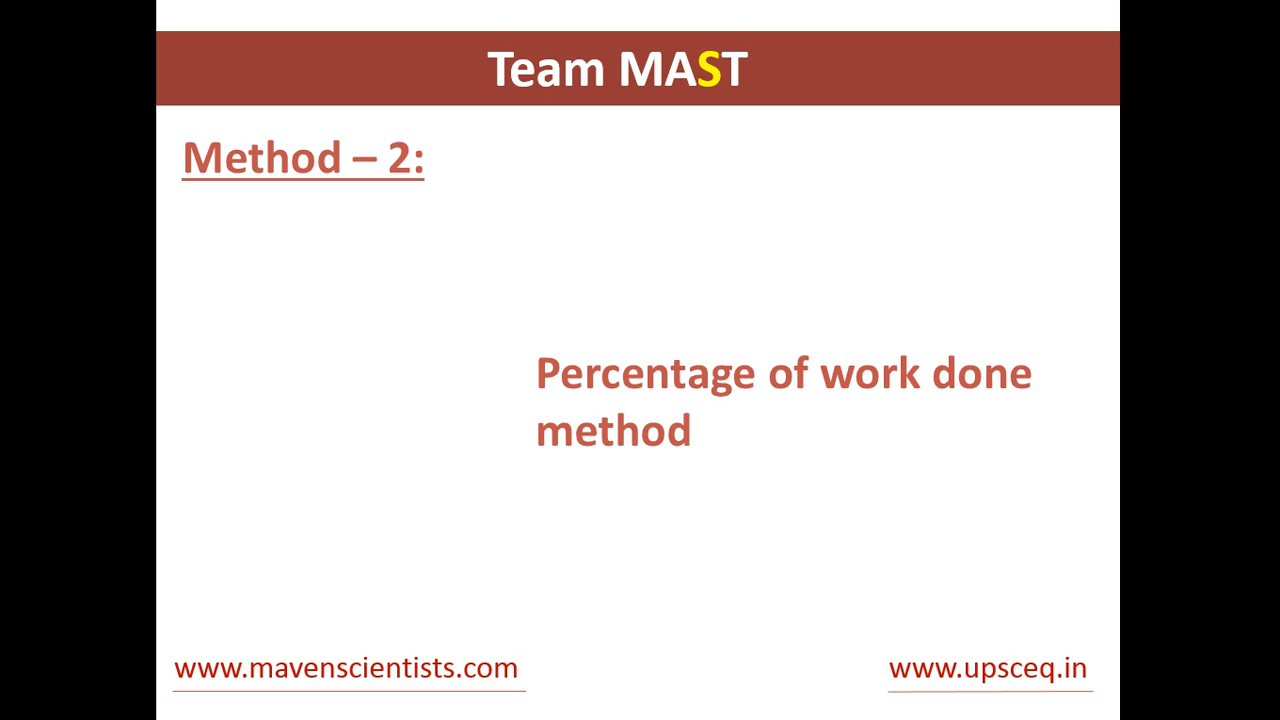 Team MAST
Method – 2:
Percentage of work done
method
www.mavenscientists.com
www.upsceq.in